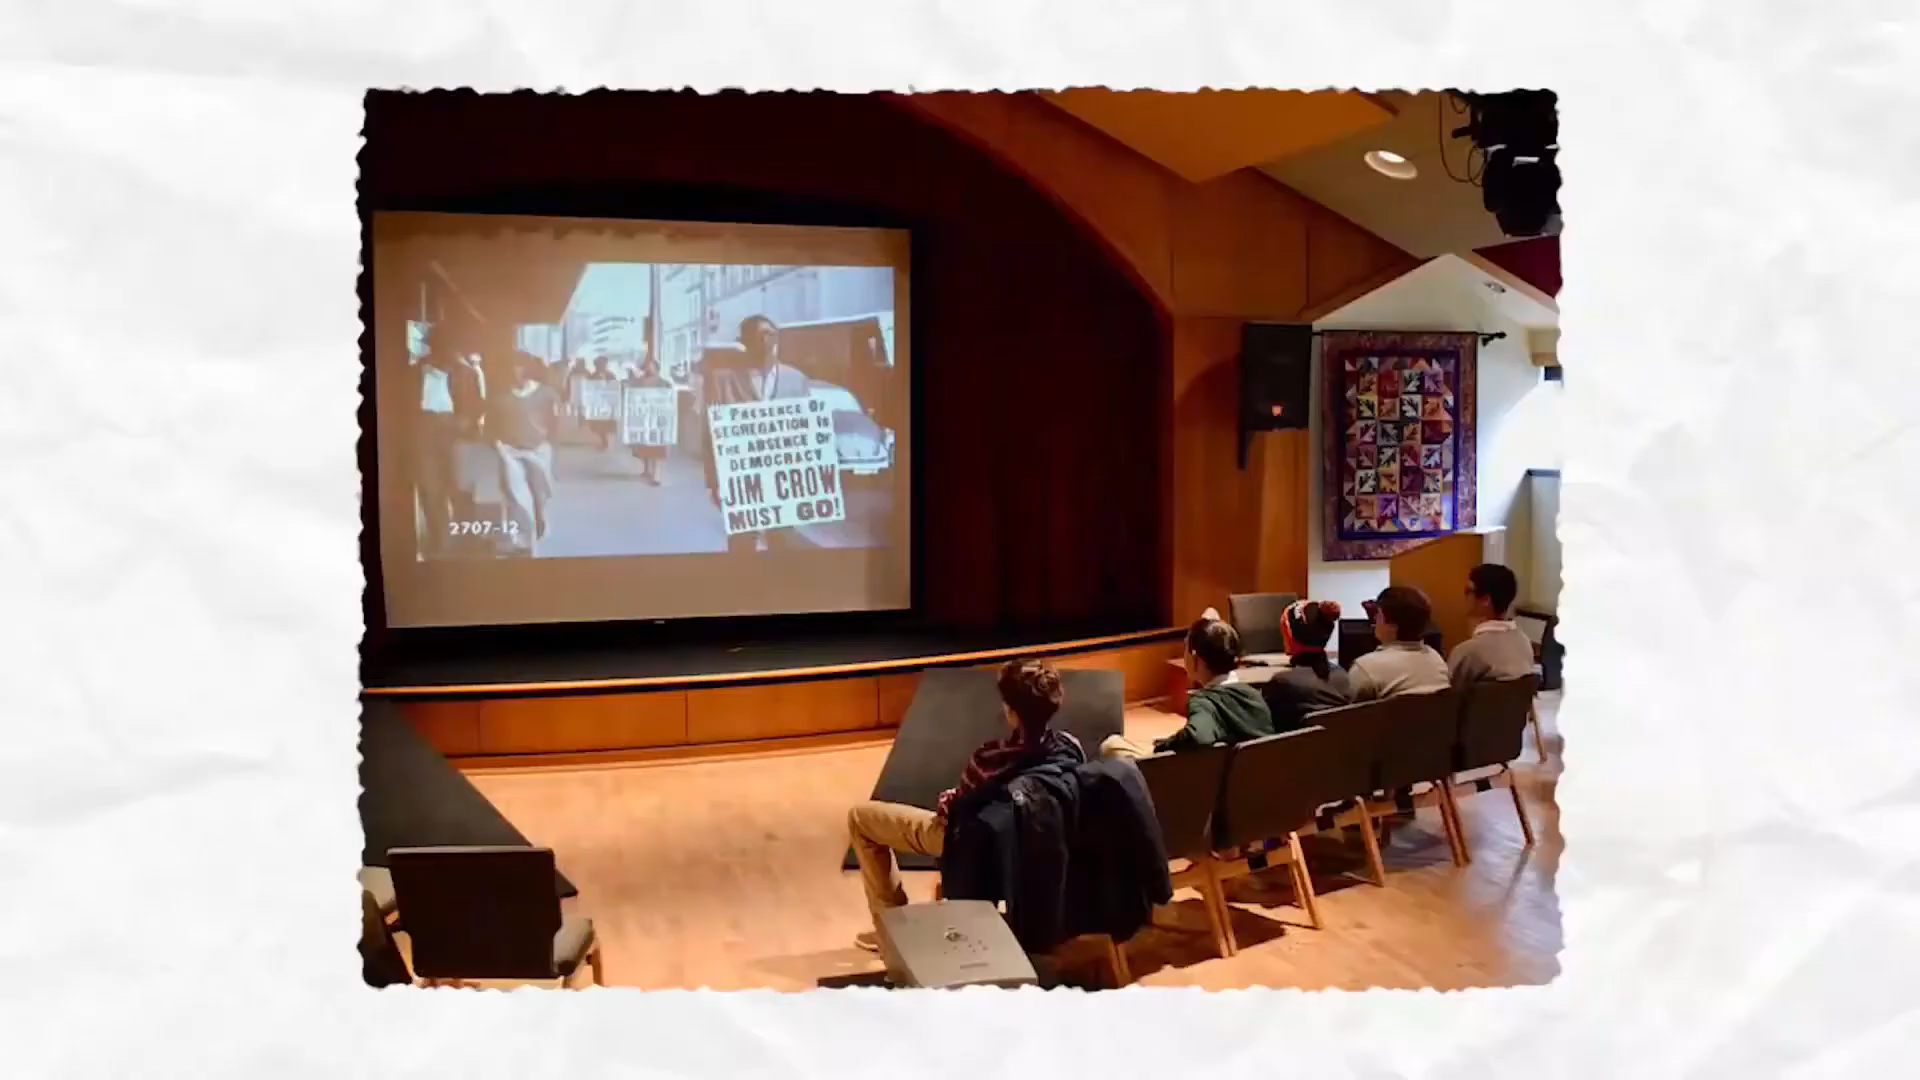 PRESENCE OF
SEGREGATION IS
THE ABSENCE OF
DEMOCRACY
JIM CROW
MUST GO!
2707-12